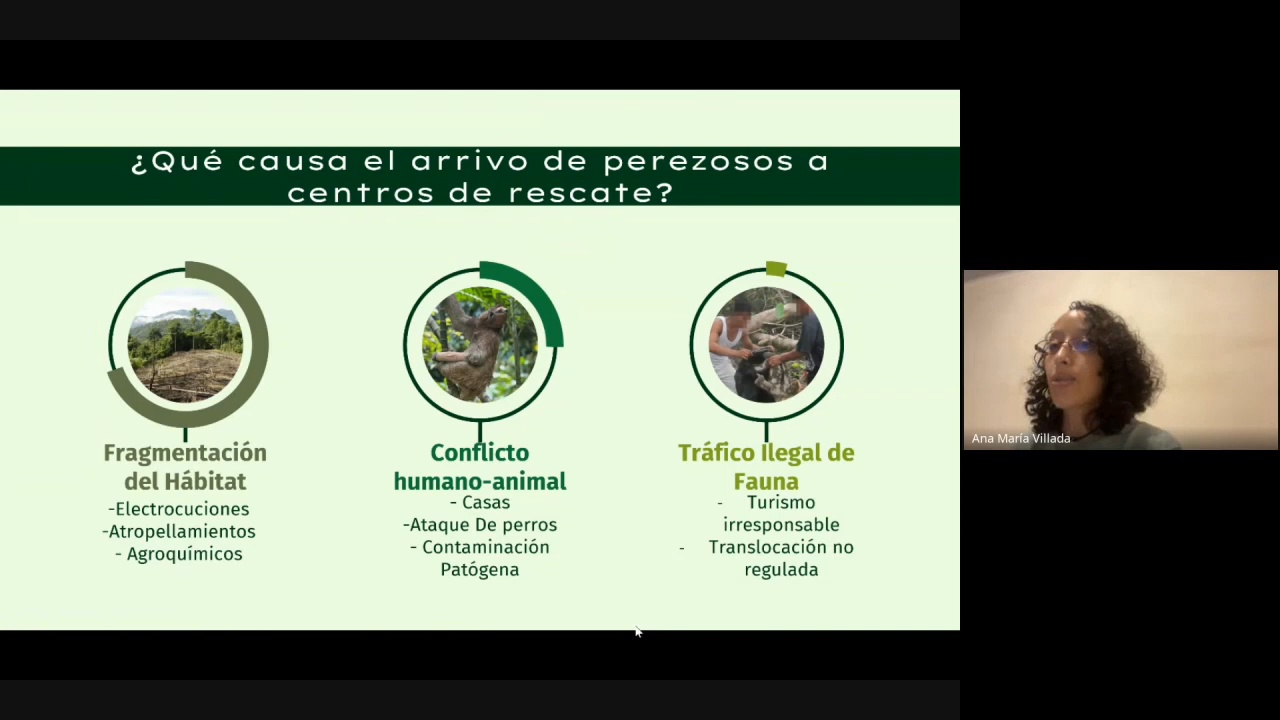 ¿Qué causa el arrivo de perezosos a
centros de rescate?
Fragmentación
del Hábitat
-Electrocuciones
-Atropellamientos
- Agroquímicos
Conflicto
humano-animal
- Casas
-Ataque De perros
- Contaminación
Patógena
Tráfico Ilegal de
Fauna
- Turismo
irresponsable
- Translocación no
regulada
Ana María Villada